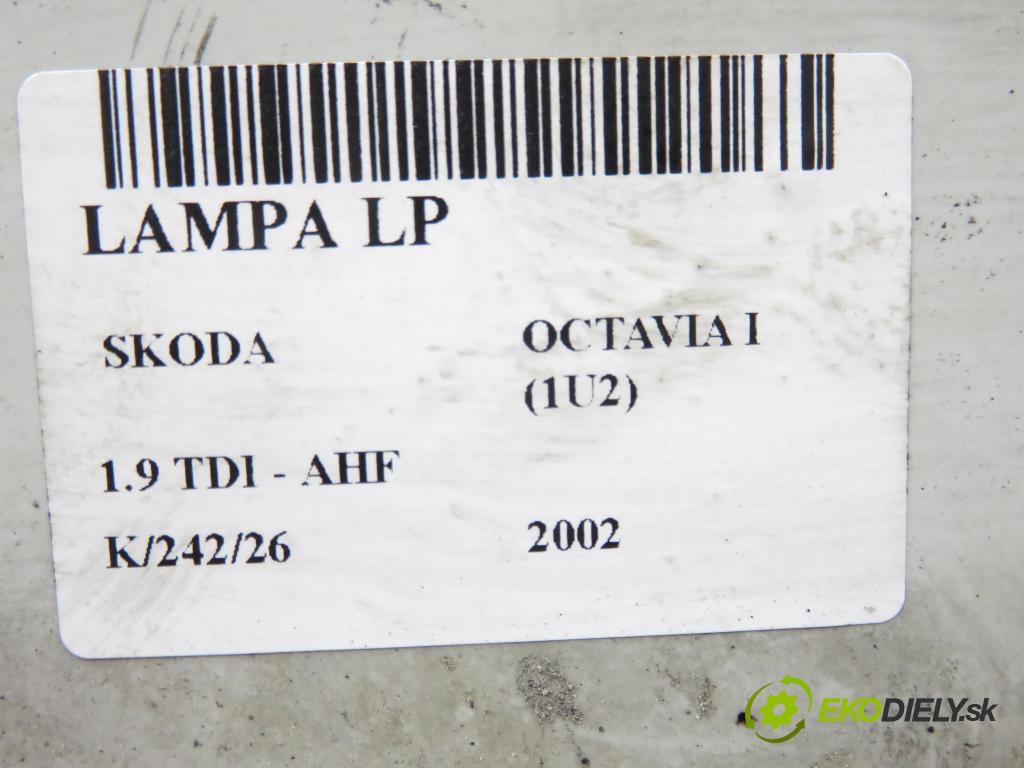 LAMPA LP
SKODA
OCTAVIA I
(1U2)
1.9 TDI - AHF
K/242/26
2002
EKODIELY.sk